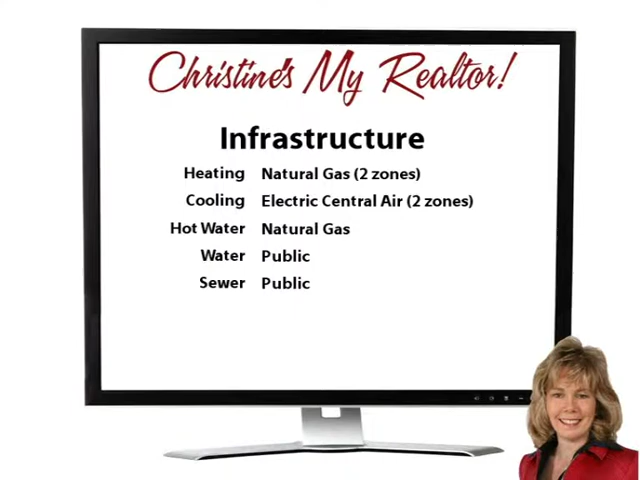 Christine's My Realtor!
Infrastructure
Heating Natural Gas (2 zones)
Cooling Electric Central Air (2 zones)
Hot Water Natural Gas
Water Public
Sewer Public